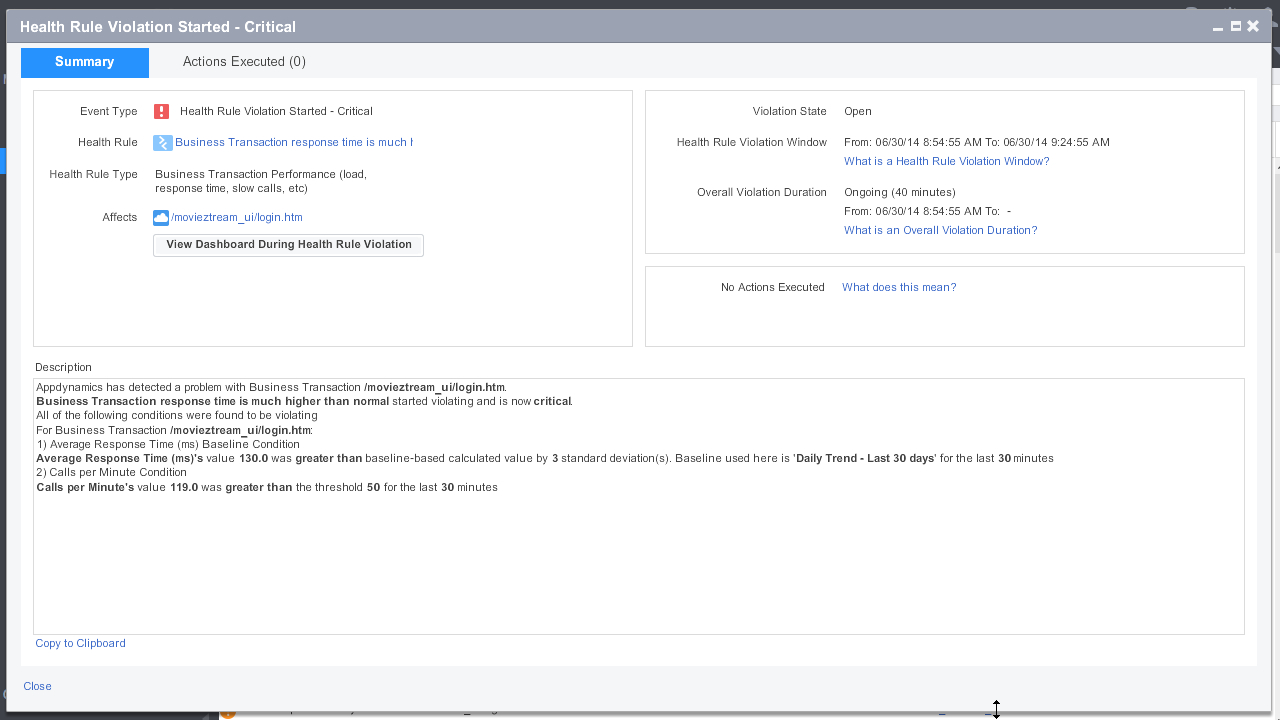 Health Rule Violation Started - Critical
Summary
Actions Executed (0)
Event Type
Health Rule Violation Started - Critical
Health Rule
Business Transaction response time is much
Health Rule Type
Business Transaction Performance (load,
response time, slow calls, etc)
Affects
/movieztream_ui/login.htm
View Dashboard During Health Rule Violation
Violation State
Open
Health Rule Violation Window
From: 06/30/14 8:54:55 AM To: 06/30/14 9:24:55 AM
What is a Health Rule Violation Window?
Overall Violation Duration
Ongoing (40 minutes)
From: 06/30/14 8:54:55 AM To: -
What is an Overall Violation Duration?
No Actions Executed
What does this mean?
Description
Appdynamics has detected a problem with Business Transaction /movieztream_ui/login.htm.
Business Transaction response time is much higher than normal started violating and is now critical.
All of the following conditions were found to be violating
For Business Transaction /movieztream_ui/login.htm:
1) Average Response Time (ms) Baseline Condition
Average Response Time (ms)'s value 130.0 was greater than baseline-based calculated value by 3 standard deviation(s). Baseline used here is 'Daily Trend - Last 30 days' for the last 30 minutes
2) Calls per Minute Condition
Calls per Minute's value 119.0 was greater than the threshold 50 for the last 30 minutes
Copy to Clipboard
Close